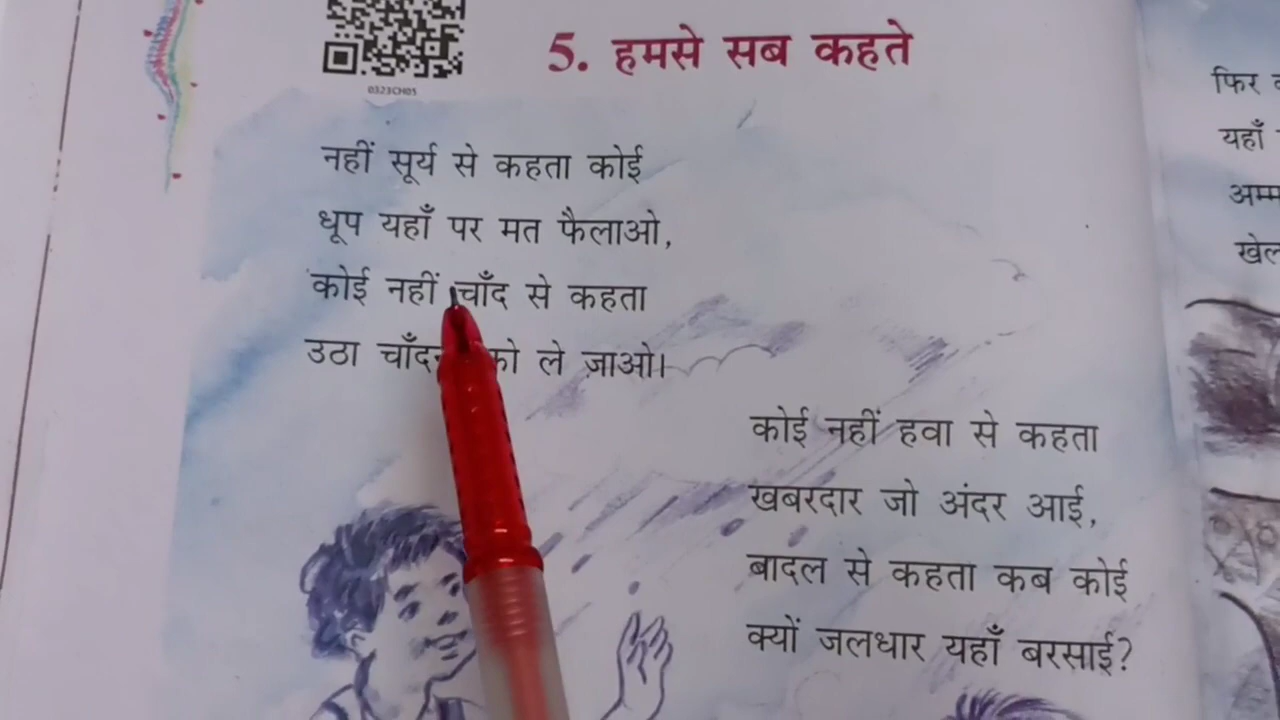 0323CH05
5. हमसे सब कहते
नहीं सूर्य से कहता कोई
धूप यहाँ पर मत फैलाओ,
कोई नहीं चाँद से कहता
उठा को ले जाओ।
कोई नहीं हवा से कहता
खबरदार जो अंदर आई,
बादल से कहता कब कोई
क्यों जलधार यहाँ बरसाई?
फिर
यहाँ